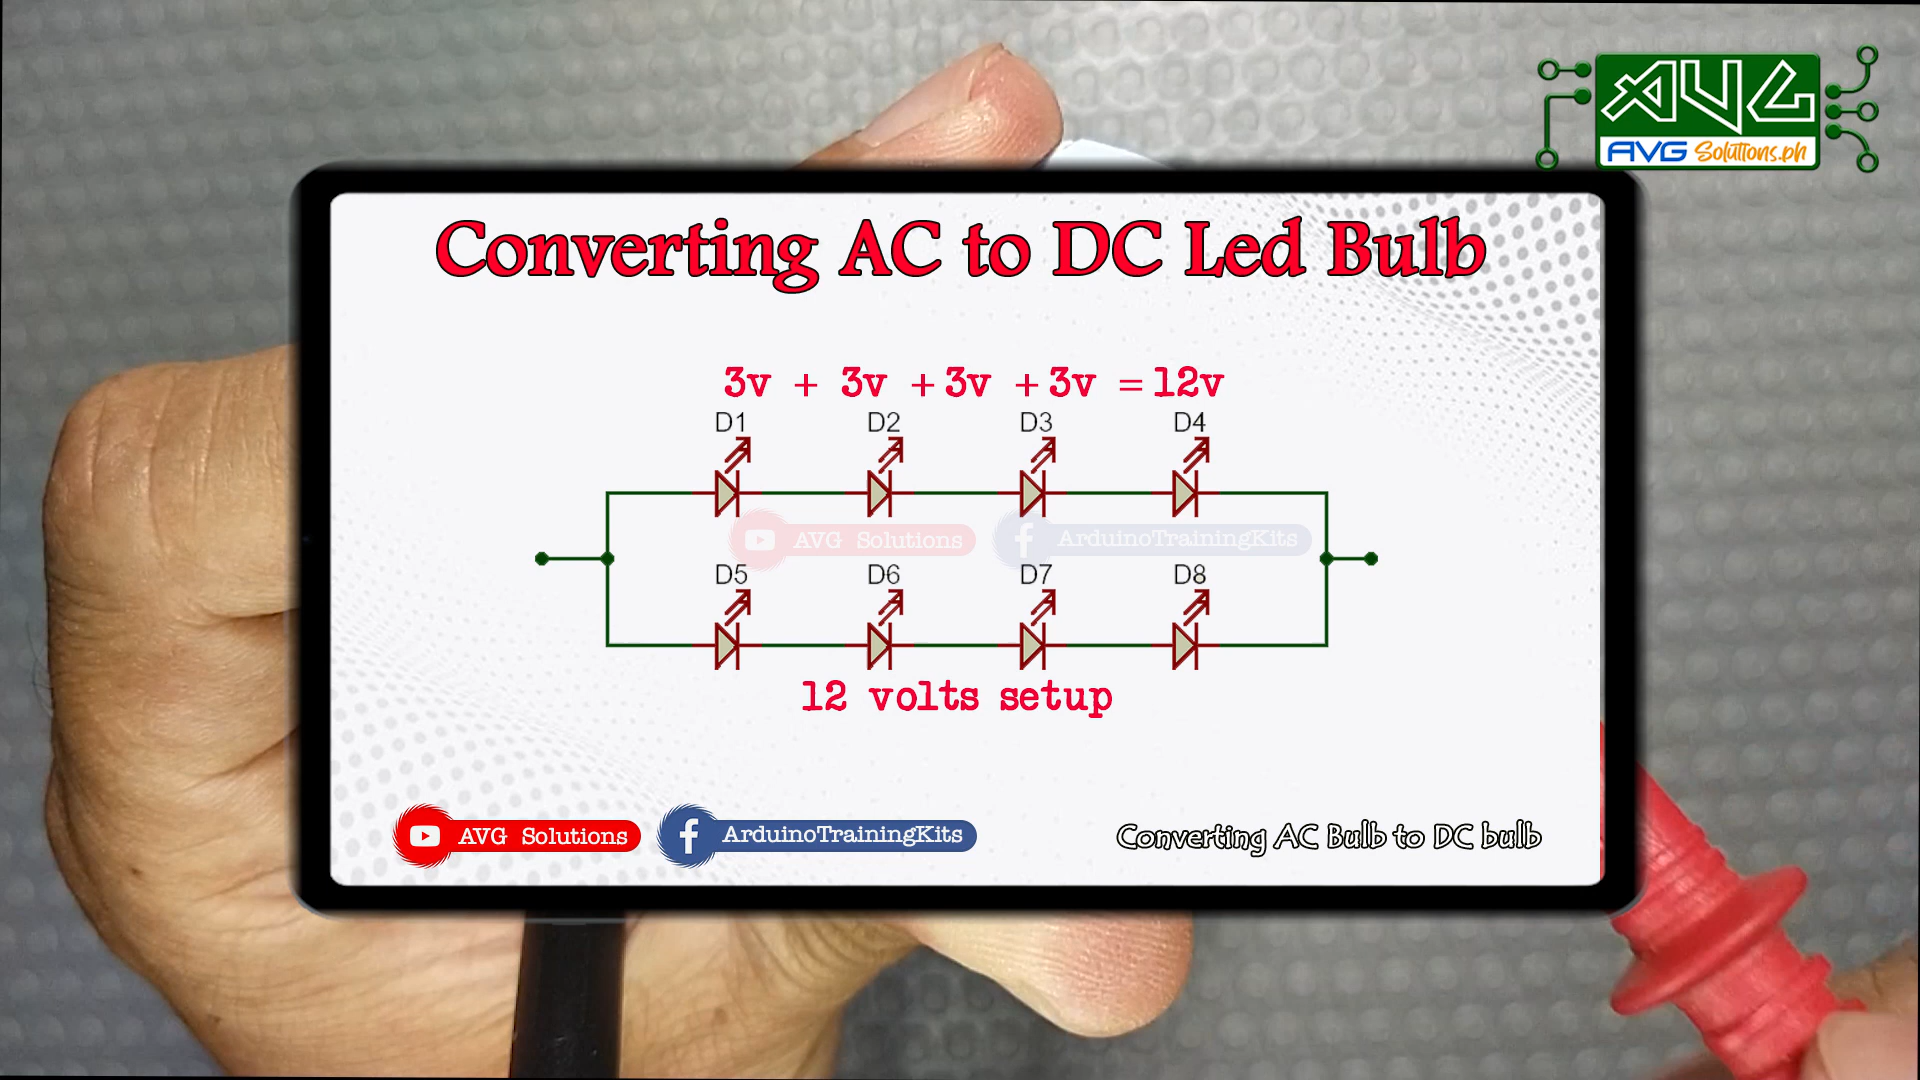 AVG
AVG Solutions.ph
Converting AC to DC Led Bulb
3v + 3v + 3v + 3v = 12v
D1 D2 D3 D4
AVG Solutions ArduinoTrainingKits
D5 D6 D7 D8
12 volts setup
AVG Solutions ArduinoTrainingKits Converting AC Bulb to DC bulb